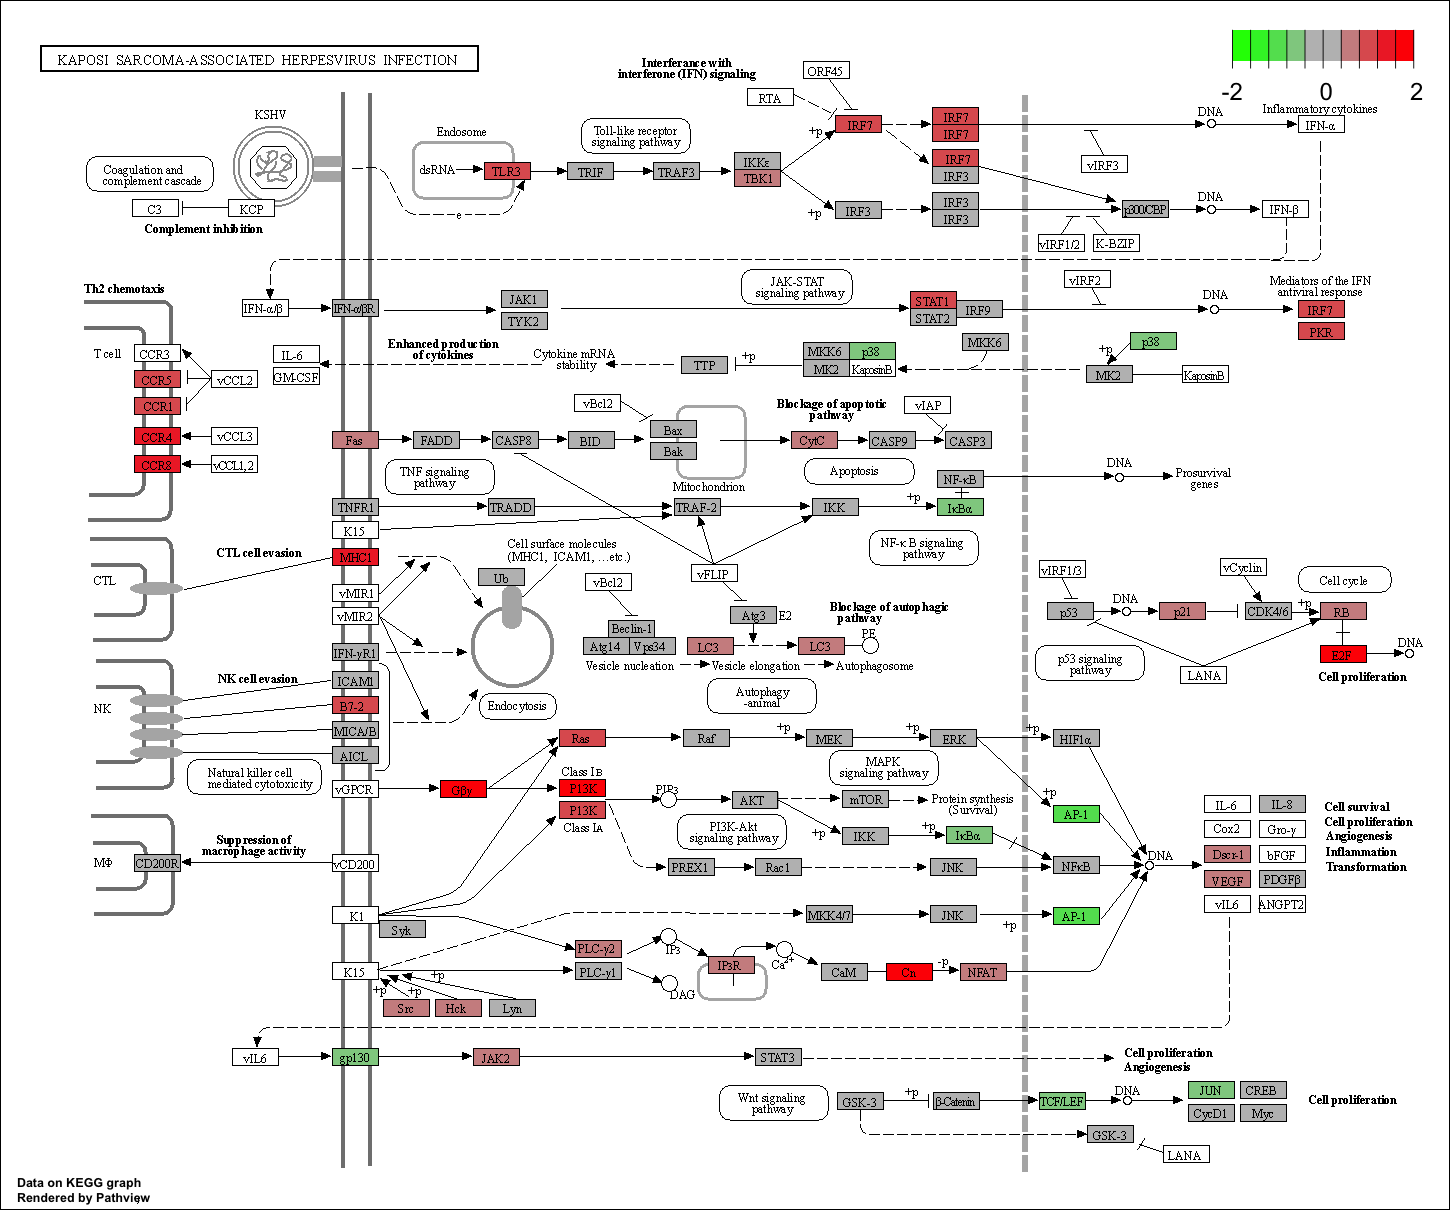 KAPOSI SARCOMA-ASSOCIATED HERPESVIRUS INFECTION
-2 0 2
Interferance with
interferone (IFN) signaling
ORF45
RTA
Inflammatory cytokines
KSHV
Endosome
Toll-like receptor
signaling pathway
+p
IRF7
IRF7
IRF7
DNA
IFN-α
vIRF3
Coagulation and
complement cascade
dsRNA
TLR3
TRIF
TRAF3
IKKε
TBK1
IRF7
IRF3
C3
KCP
e
+p
IRF3
IRF3
IRF3
p300/CBP
DNA
IFN-β
Complement inhibition
vIRF1/2
K-BZIP
Th2 chemotaxis
JAK-STAT
signaling pathway
vIRF2
Mediators of the IFN
antiviral response
IFN-α/β
IFN-α/βR
JAK1
TYK2
STAT1
STAT2
IRF9
DNA
IRF7
PKR
T cell
CCR3
CCR5
CCR1
CCR4
CCR8
vCCL2
vCCL3
vCCL1,2
IL-6
GM-CSF
Enhanced production
of cytokines
Cytokine mRNA
stability
TTP
+p
MKK6
p38
MK2
KaposinB
MKK6
+p
p38
MK2
KaposinB
vBcl2
Blockage of apoptotic
pathway
vIAP
Fas
FADD
CASP8
BID
Bax
Bak
CytC
CASP9
CASP3
TNF signaling
pathway
Mitochondrion
Apoptosis
NF-κB
DNA
Prosurvival
genes
TNFR1
TRADD
TRAF-2
IKK
+p
IκBα
K15
NF-κ B signaling
pathway
CTL cell evasion
MHC1
Cell surface molecules
(MHC1, ICAM1, ...etc.)
CTL
vMIR1
Ub
vBcl2
vFLIP
vIRF1/3
vCyclin
Cell cycle
vMIR2
Atg3
E2
Blockage of autophagic
pathway
p53
DNA
p21
CDK4/6
+p
RB
Beclin-1
Atg14
Vps34
LC3
LC3
PE
IFN-γR1
Vesicle nucleation
Vesicle elongation
Autophagosome
p53 signaling
pathway
LANA
E2F
DNA
Cell proliferation
NK cell evasion
ICAM1
NK
B7-2
MICA/B
AICL
Endocytosis
Autophagy
-animal
Natural killer cell
mediated cytotoxicity
Ras
Raf
+p
MEK
+p
ERK
+p
HIF1α
MAPK
signaling pathway
vGPCR
Gβγ
Class IB
P13K
P13K
Class IA
PIP3
AKT
mTOR
Protein synthesis
(Survival)
+p
AP-1
PI3K-Akt
signaling pathway
+p
IKK
+p
IκBα
IL-6
IL-8
Cox2
Gro-γ
Dscr-1
bFGF
VEGF
PDGFβ
vIL6
ANGPT2
Cell survival
Cell proliferation
Angiogenesis
Inflammation
Transformation
MΦ
CD200R
Suppression of
macrophage activity
vCD200
PREX1
Rac1
JNK
NFκB
DNA
K1
Syk
MKK4/7
JNK
+p
AP-1
PLC-γ2
PLC-γ1
IP3
DAG
IP3R
Ca2+
CaM
Cn
-p
NFAT
K15
+p
+p
+p
Src
Hck
Lyn
vIL6
gp130
JAK2
STAT3
Cell proliferation
Angiogenesis
Wnt signaling
pathway
GSK-3
+p
β-Catenin
TCF/LEF
DNA
JUN
CREB
CycD1
Myc
Cell proliferation
GSK-3
LANA
Data on KEGG graph
Rendered by Pathview